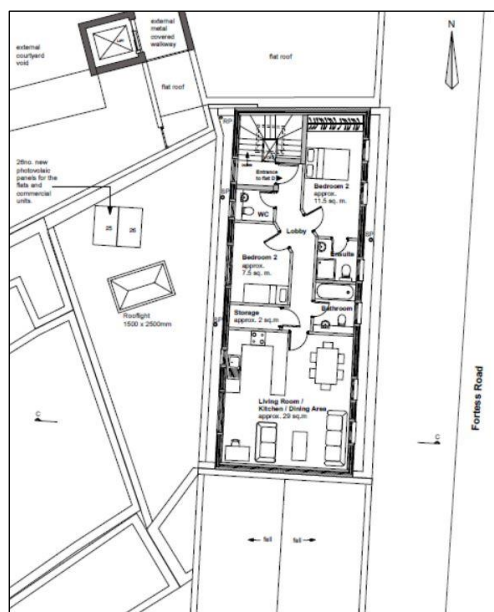 external
courtyard
void
external
metal
covered
walkway
flat roof
flat roof
N
26no. new
photovolaic
panels for the
flats and
commercial
units.
25
26
Rooflight
1500 x 2500mm
RP
Entrance
to flat D
Bedroom 2
approx.
11.5 sq. m.
WC
Lobby
Bedroom 2
approx.
7.5 sq. m.
Ensuite
Storage
approx. 2 sq.m
Bathroom
Living Room /
Kitchen / Dining Area
approx. 29 sq.m
Fortess Road
C
C
fall
fall